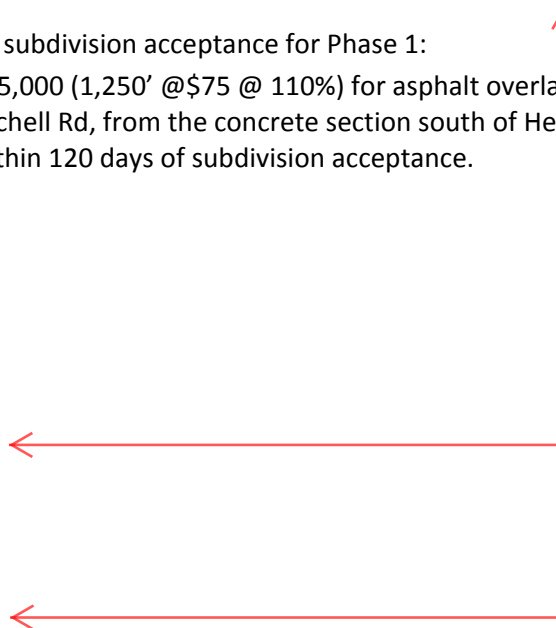 subdivision acceptance for Phase 1:
5,000 (1,250’ @$75 @ 110%) for asphalt overla
chell Rd, from the concrete section south of He
thin 120 days of subdivision acceptance.